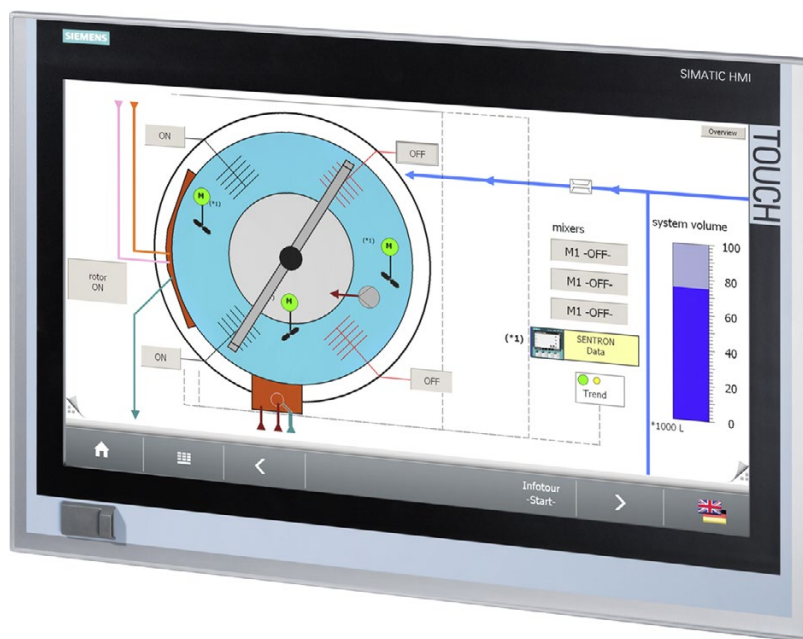 SIEMENS
SIMATIC HMI
TOUCH
Overview
ON
OFF
M
(*1)
(*1)
M
rotor
ON
M
ON
OFF
mixers
M1 -OFF-
M1 -OFF-
M1 -OFF-
(*1)
SENTRON
Data
Trend
system volume
100
80
60
40
20
0
*1000 L
Infotour
-Start-